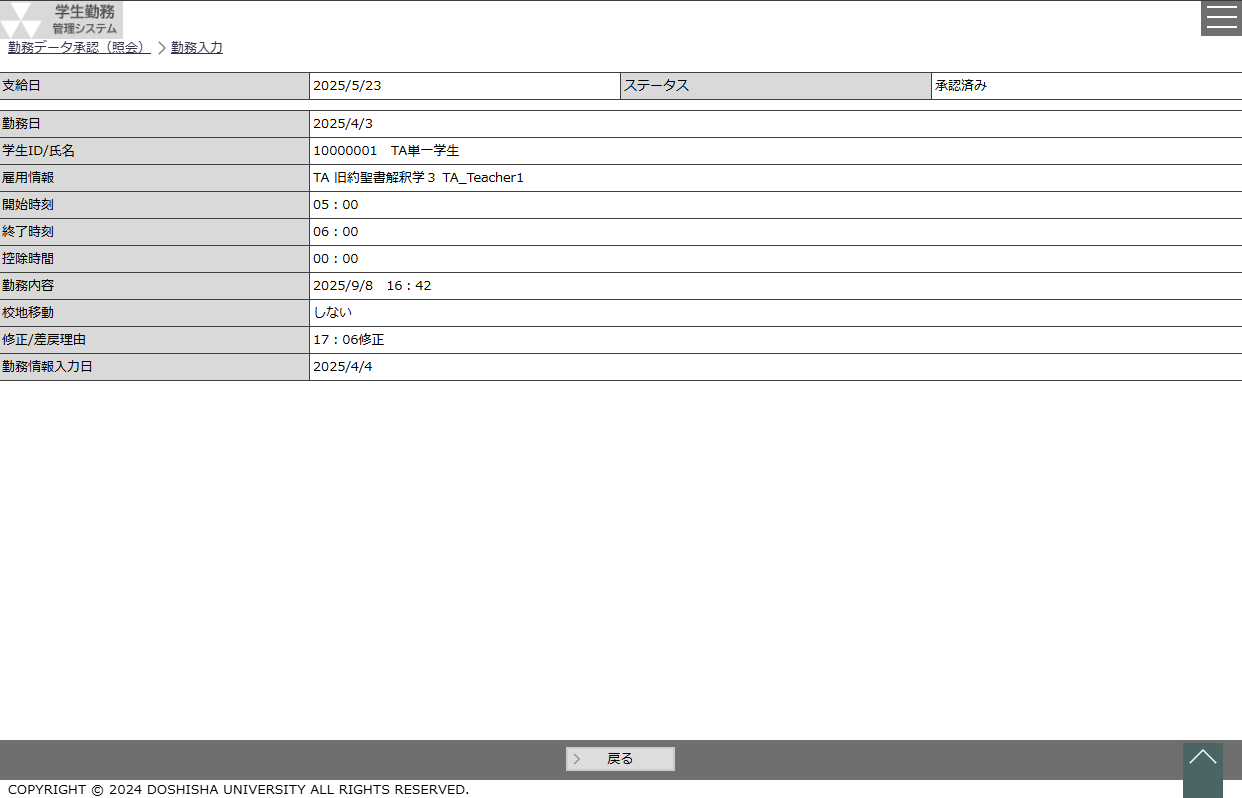 学生勤務
管理システム
勤務データ承認（照会） 勤務入力
支給日 2025/5/23 ステータス 承認済み
勤務日 2025/4/3
学生ID/氏名 10000001　TA単一学生
雇用情報 TA 旧約聖書解釈学３ TA_Teacher1
開始時刻 05：00
終了時刻 06：00
控除時間 00：00
勤務内容 2025/9/8　16：42
校地移動 しない
修正/差戻理由 17：06修正
勤務情報入力日 2025/4/4
戻る
COPYRIGHT © 2024 DOSHISHA UNIVERSITY ALL RIGHTS RESERVED.